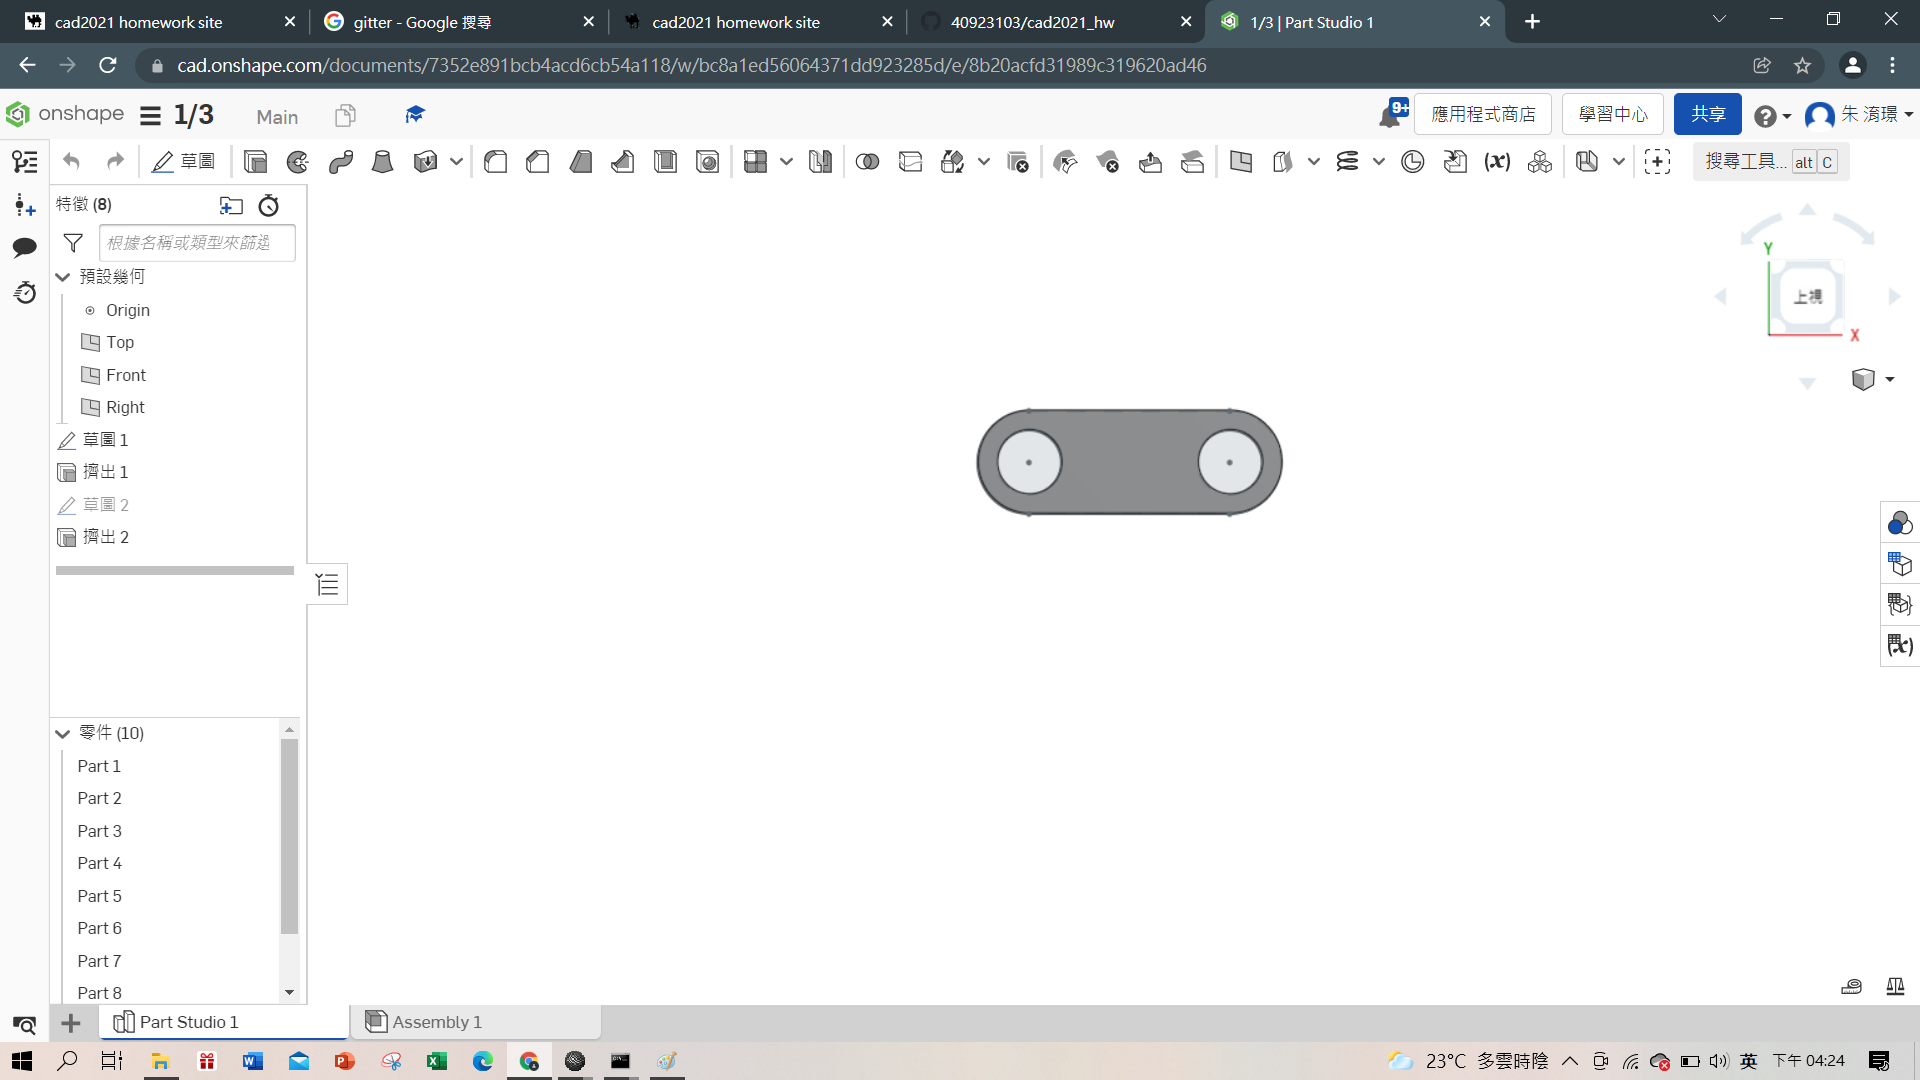 cad2021 homework site
gitter - Google 搜尋
cad2021 homework site
40923103/cad2021_hw
1/3 | Part Studio 1
cad.onshape.com/documents/7352e891bcb4acd6cb54a118/w/bc8a1ed56064371dd923285d/e/8b20acfd31989c319620ad46
onshape
1/3
Main
9+
應用程式商店
學習中心
共享
朱 淯璟
草圖
(x)
搜尋工具... alt C
特徵 (8)
根據名稱或類型來篩選
預設幾何
Origin
Top
Front
Right
草圖 1
擠出 1
草圖 2
擠出 2
Y
上視
X
(x)
零件 (10)
Part 1
Part 2
Part 3
Part 4
Part 5
Part 6
Part 7
Part 8
Part Studio 1
Assembly 1
23°C 多雲時陰
英
下午 04:24